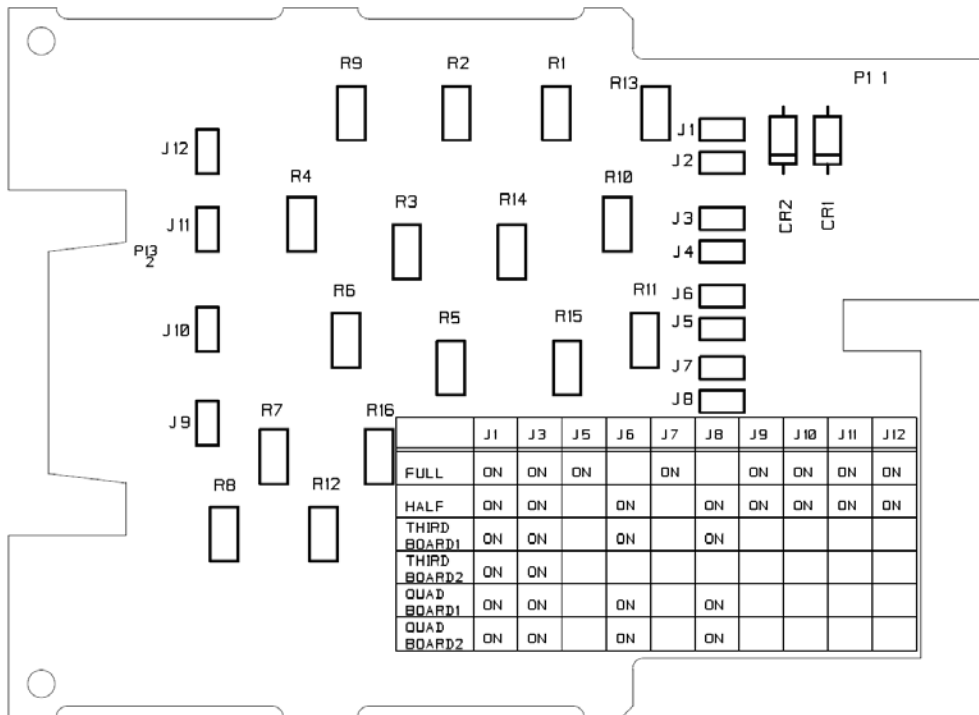 R9 R2 R1
R13
P1 1
J1
J12
J2
R4 R3 R14 R10
CR2 CR1
J11
J3
P13
2
J4
R6 R11
J6
R5 R15
J10
J5
J7
J8
R7 R16
J9
J1 J3 J5 J6 J7 J8 J9 J10 J11 J12
FULL ON ON ON ON ON ON ON ON
R8 R12
HALF ON ON ON ON ON ON ON ON
THIRD
BOARD1 ON ON ON ON
THIRD
BOARD2 ON ON
QUAD
BOARD1 ON ON ON ON
QUAD
BOARD2 ON ON ON ON